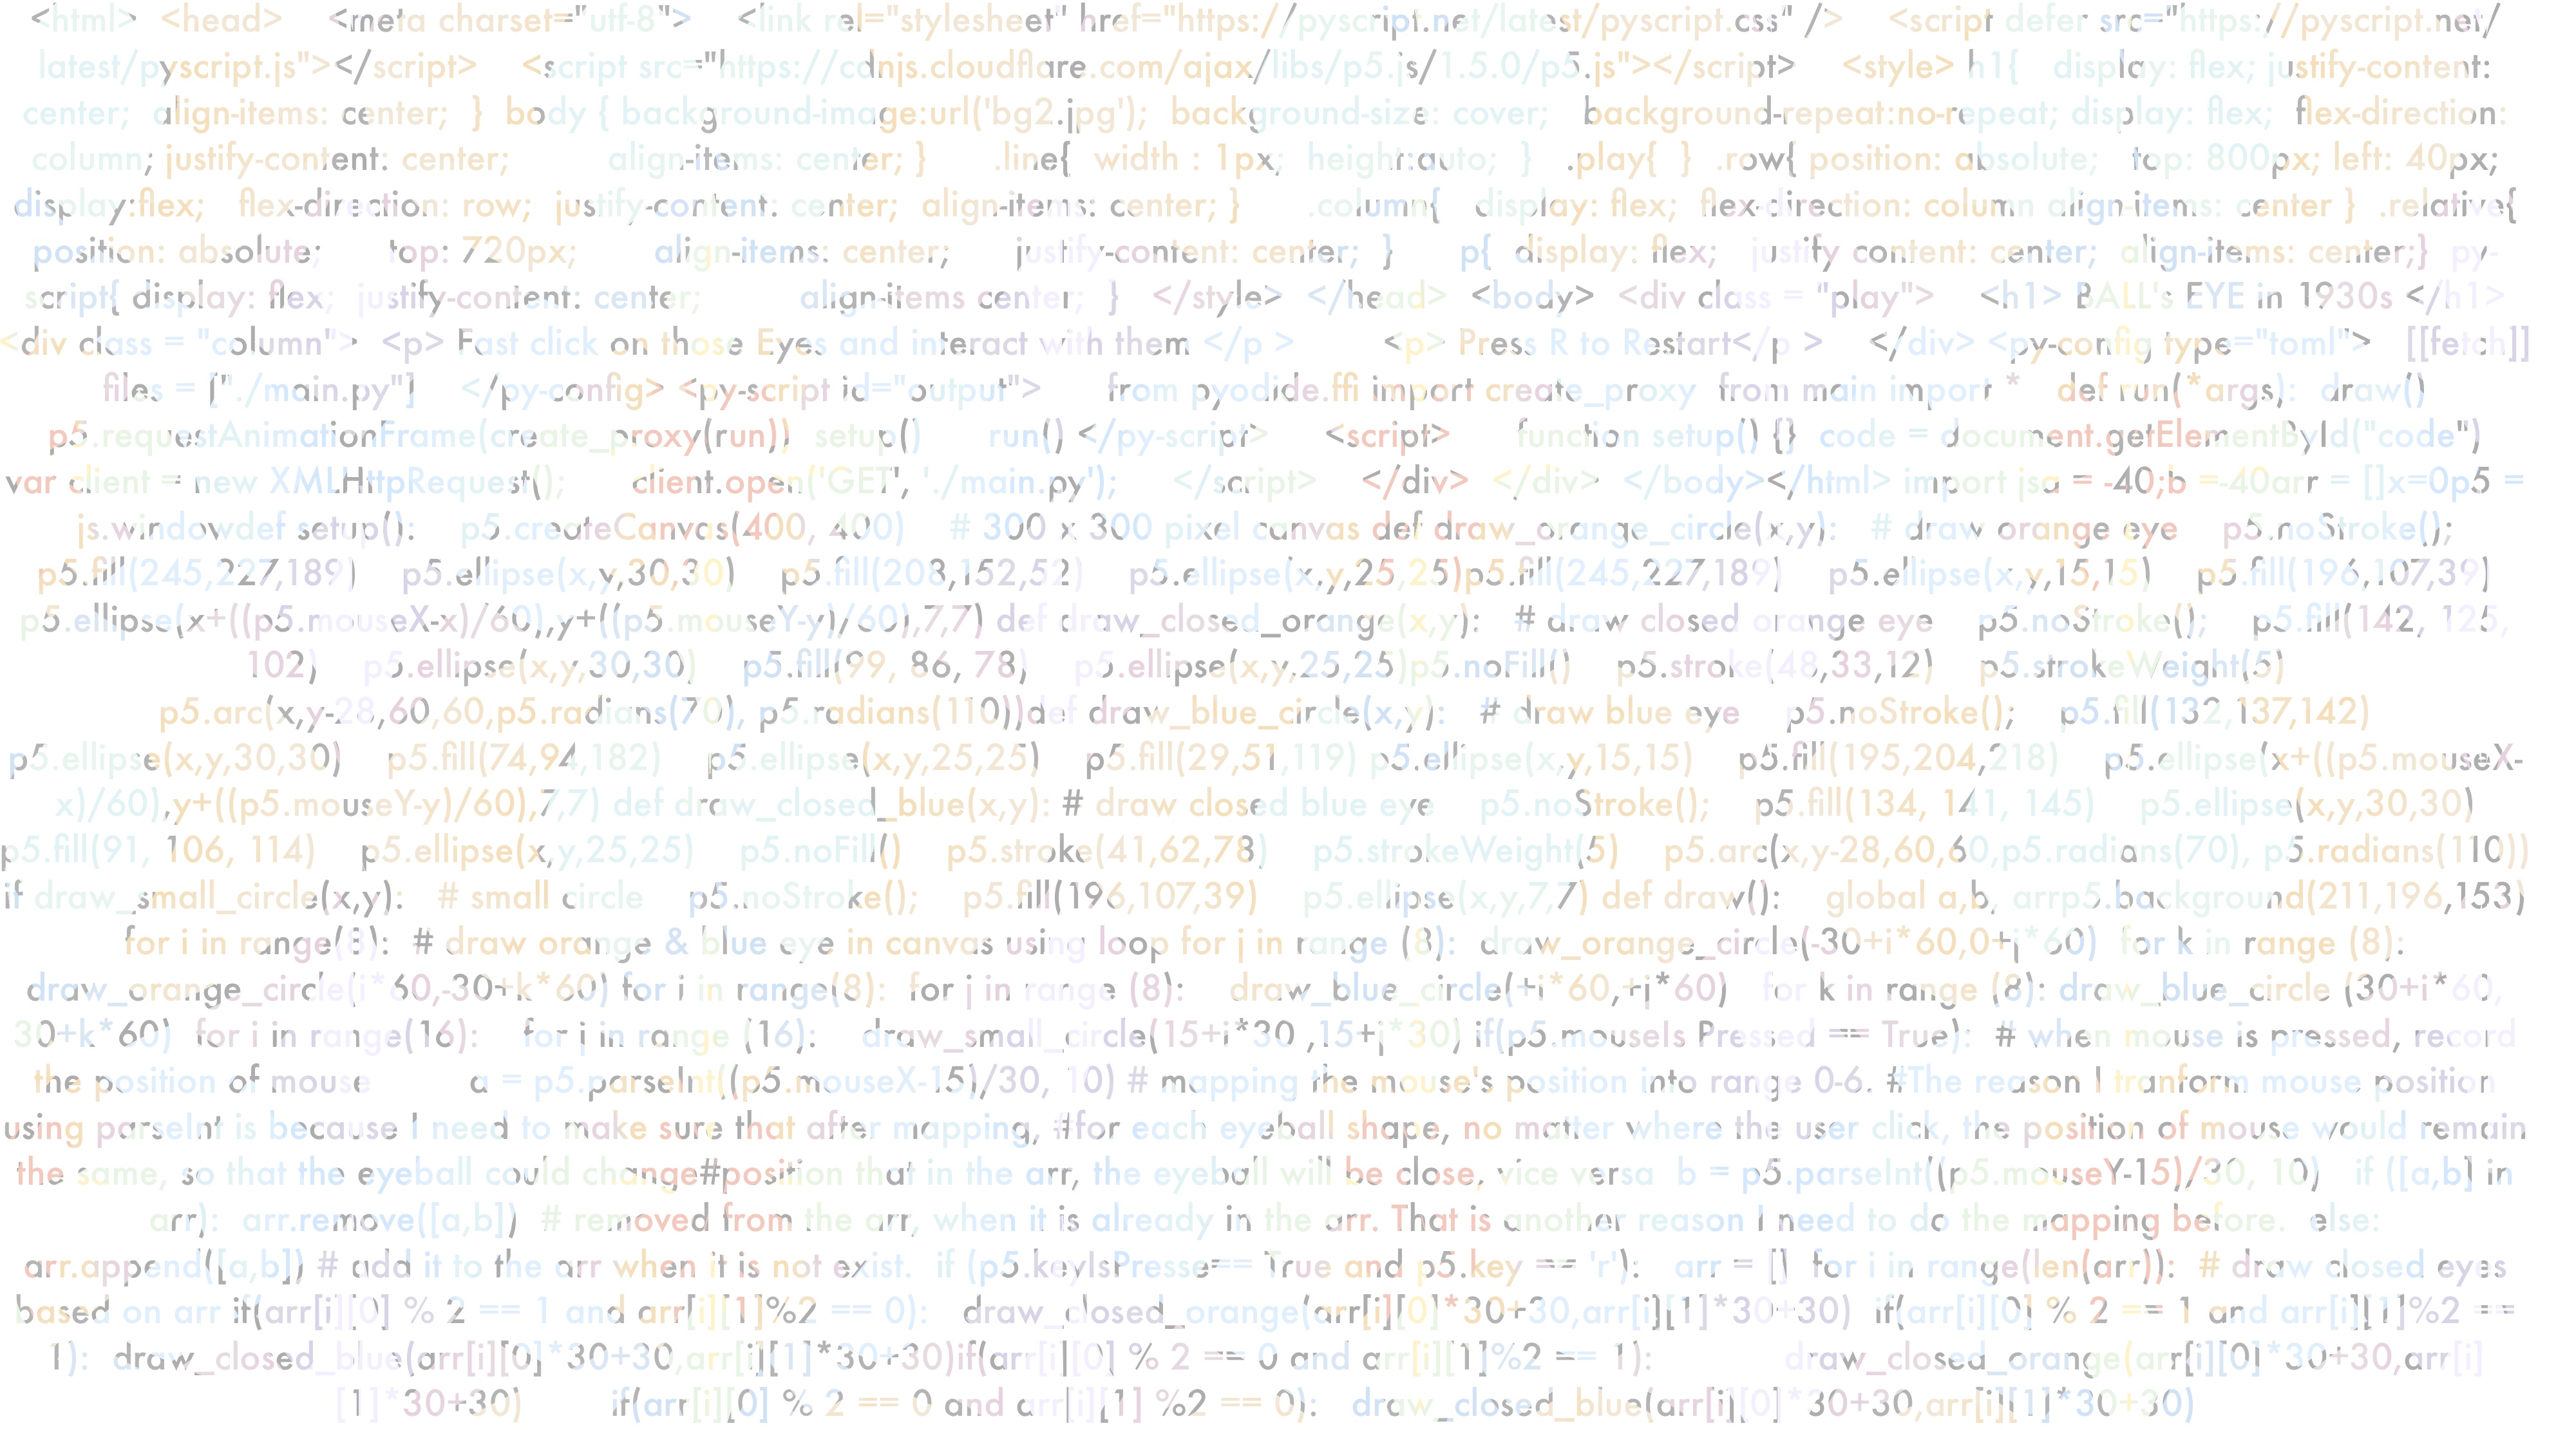 <html> <head> <meta charset="utf-8"> <link rel="stylesheet" href="https://pyscript.net/latest/pyscript.css" /> <script defer src="https://pyscript.net/
latest/pyscript.js"></script> <script src="https://cdnjs.cloudflare.com/ajax/libs/p5.js/1.5.0/p5.js"></script> <style> h1{ display: flex; justify-content:
center; align-items: center; } body { background-image:url('bg2.jpg'); background-size: cover; background-repeat:no-repeat; display: flex; flex-direction:
column; justify-content: center; align-items: center; } .line{ width : 1px; height:auto; } .play{ } .row{ position: absolute; top: 800px; left: 40px;
display:flex; flex-direction: row; justify-content: center; align-items: center; } .column{ display: flex; flex-direction: column align-items: center } .relative{
position: absolute; top: 720px; align-items: center; justify-content: center; } p{ display: flex; justify content: center; align-items: center;} py-
script{ display: flex; justify-content: center; align-items center; } </style> </head> <body> <div class = "play"> <h1> BALL's EYE in 1930s </h1>
<div class = "column"> <p> Fast click on those Eyes and interact with them </p > <p> Press R to Restart</p > </div> <py-config type="toml"> [[fetch]]
files = ["./main.py"] </py-config> <py-script id="output"> from pyodide.ffi import create_proxy from main import * def run(*args): draw()
p5.requestAnimationFrame(create_proxy(run)) setup() run() </py-script> <script> function setup() {} code = document.getElementById("code")
var client = new XMLHttpRequest(); client.open('GET', './main.py'); </script> </div> </div> </body></html> import jsa = -40;b =-40arr = []x=0p5 =
js.windowdef setup(): p5.createCanvas(400, 400) # 300 x 300 pixel canvas def draw_orange_circle(x,y): # draw orange eye p5.noStroke();
p5.fill(245,227,189) p5.ellipse(x,y,30,30) p5.fill(208,152,52) p5.ellipse(x,y,25,25)p5.fill(245,227,189) p5.ellipse(x,y,15,15) p5.fill(196,107,39)
p5.ellipse(x+((p5.mouseX-x)/60),y+((p5.mouseY-y)/60),7,7) def draw_closed_orange(x,y): # draw closed orange eye p5.noStroke(); p5.fill(142, 125,
102) p5.ellipse(x,y,30,30) p5.fill(99, 86, 78) p5.ellipse(x,y,25,25)p5.noFill() p5.stroke(48,33,12) p5.strokeWeight(5)
p5.arc(x,y-28,60,60,p5.radians(70), p5.radians(110))def draw_blue_circle(x,y): # draw blue eye p5.noStroke(); p5.fill(132,137,142)
p5.ellipse(x,y,30,30) p5.fill(74,94,182) p5.ellipse(x,y,25,25) p5.fill(29,51,119) p5.ellipse(x,y,15,15) p5.fill(195,204,218) p5.ellipse(x+((p5.mouseX-
x)/60),y+((p5.mouseY-y)/60),7,7) def draw_closed_blue(x,y): # draw closed blue eye p5.noStroke(); p5.fill(134, 141, 145) p5.ellipse(x,y,30,30)
p5.fill(91, 106, 114) p5.ellipse(x,y,25,25) p5.noFill() p5.stroke(41,62,78) p5.strokeWeight(5) p5.arc(x,y-28,60,60,p5.radians(70), p5.radians(110))
if draw_small_circle(x,y): # small circle p5.noStroke(); p5.fill(196,107,39) p5.ellipse(x,y,7,7) def draw(): global a,b, arrp5.background(211,196,153)
for i in range(8): # draw orange & blue eye in canvas using loop for j in range (8): draw_orange_circle(-30+i*60,0+j*60) for k in range (8):
draw_orange_circle(i*60,-30+k*60) for i in range(8): for j in range (8): draw_blue_circle(+i*60,+j*60) for k in range (8): draw_blue_circle (30+i*60,
30+k*60) for i in range(16): for j in range (16): draw_small_circle(15+i*30 ,15+j*30) if(p5.mouseIs Pressed == True): # when mouse is pressed, record
the position of mouse a = p5.parseInt((p5.mouseX-15)/30, 10) # mapping the mouse's position into range 0-6. #The reason I tranform mouse position
using parseInt is because I need to make sure that after mapping, #for each eyeball shape, no matter where the user click, the position of mouse would remain
the same, so that the eyeball could change#position that in the arr, the eyeball will be close, vice versa b = p5.parseInt((p5.mouseY-15)/30, 10) if ([a,b] in
arr): arr.remove([a,b]) # removed from the arr, when it is already in the arr. That is another reason I need to do the mapping before. else:
arr.append([a,b]) # add it to the arr when it is not exist. if (p5.keyIsPresse== True and p5.key == 'r'): arr = [] for i in range(len(arr)): # draw closed eyes
based on arr if(arr[i][0] % 2 == 1 and arr[i][1]%2 == 0): draw_closed_orange(arr[i][0]*30+30,arr[i][1]*30+30) if(arr[i][0] % 2 == 1 and arr[i][1]%2 ==
1): draw_closed_blue(arr[i][0]*30+30,arr[i][1]*30+30)if(arr[i][0] % 2 == 0 and arr[i][1]%2 == 1): draw_closed_orange(arr[i][0]*30+30,arr[i]
[1]*30+30) if(arr[i][0] % 2 == 0 and arr[i][1] %2 == 0): draw_closed_blue(arr[i][0]*30+30,arr[i][1]*30+30)